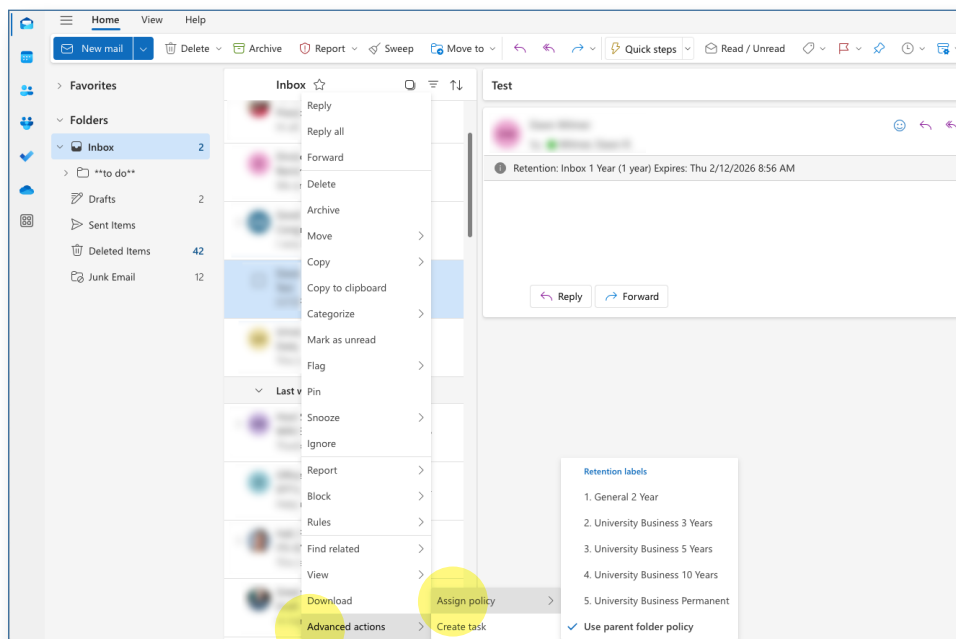 Home View Help
New mail Delete Archive Report Sweep Move to Quick steps Read / Unread
Favorites
Folders
Inbox 2
**to do**
Drafts 2
Sent Items
Deleted Items 42
Junk Email 12
Inbox
Last w
Reply
Reply all
Forward
Delete
Archive
Move
Copy
Copy to clipboard
Categorize
Mark as unread
Flag
Pin
Snooze
Ignore
Report
Block
Rules
Find related
View
Download
Advanced actions
Assign policy
Create task
Retention labels
1. General 2 Year
2. University Business 3 Years
3. University Business 5 Years
4. University Business 10 Years
5. University Business Permanent
Use parent folder policy
Test
Retention: Inbox 1 Year (1 year) Expires: Thu 2/12/2026 8:56 AM
Reply Forward